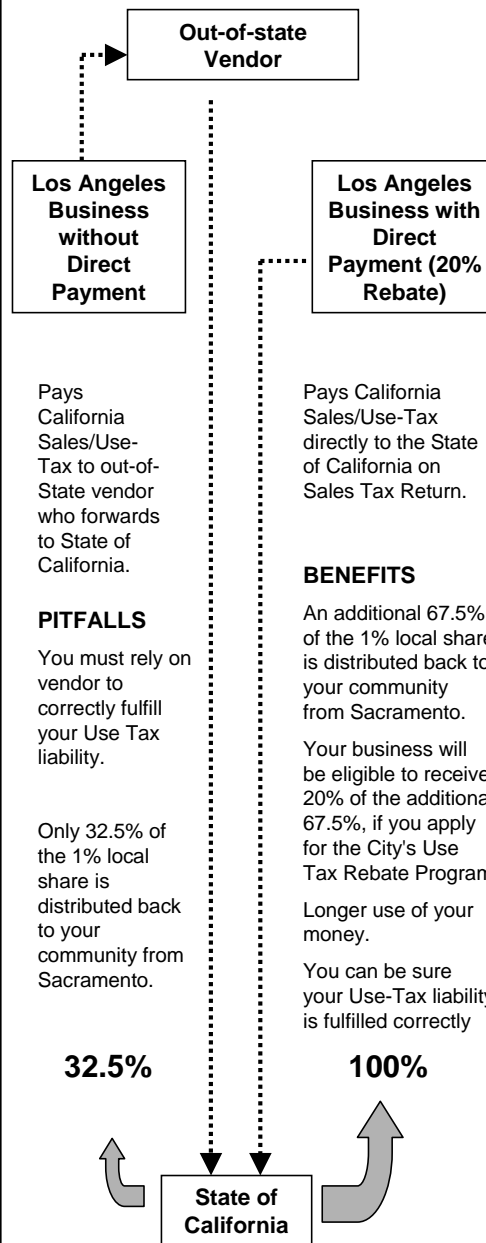 Out-of-state
Vendor
Los Angeles
Business
without
Direct
Payment
Los Angeles
Business with
Direct
Payment (20%
Rebate)
Pays
California
Sales/Use-
Tax to out-of-
State vendor
who forwards
to State of
California.
PITFALLS
You must rely on
vendor to
correctly fulfill
your Use Tax
liability.
Only 32.5% of
the 1% local
share is
distributed back
to your
community from
Sacramento.
32.5%
Pays California
Sales/Use-Tax
directly to the State
of California on
Sales Tax Return.
BENEFITS
An additional 67.5%
of the 1% local share
is distributed back to
your community
from Sacramento.
Your business will
be eligible to receive
20% of the additional
67.5%, if you apply
for the City's Use
Tax Rebate Program
Longer use of your
money.
You can be sure
your Use-Tax liability
is fulfilled correctly
100%
State of
California